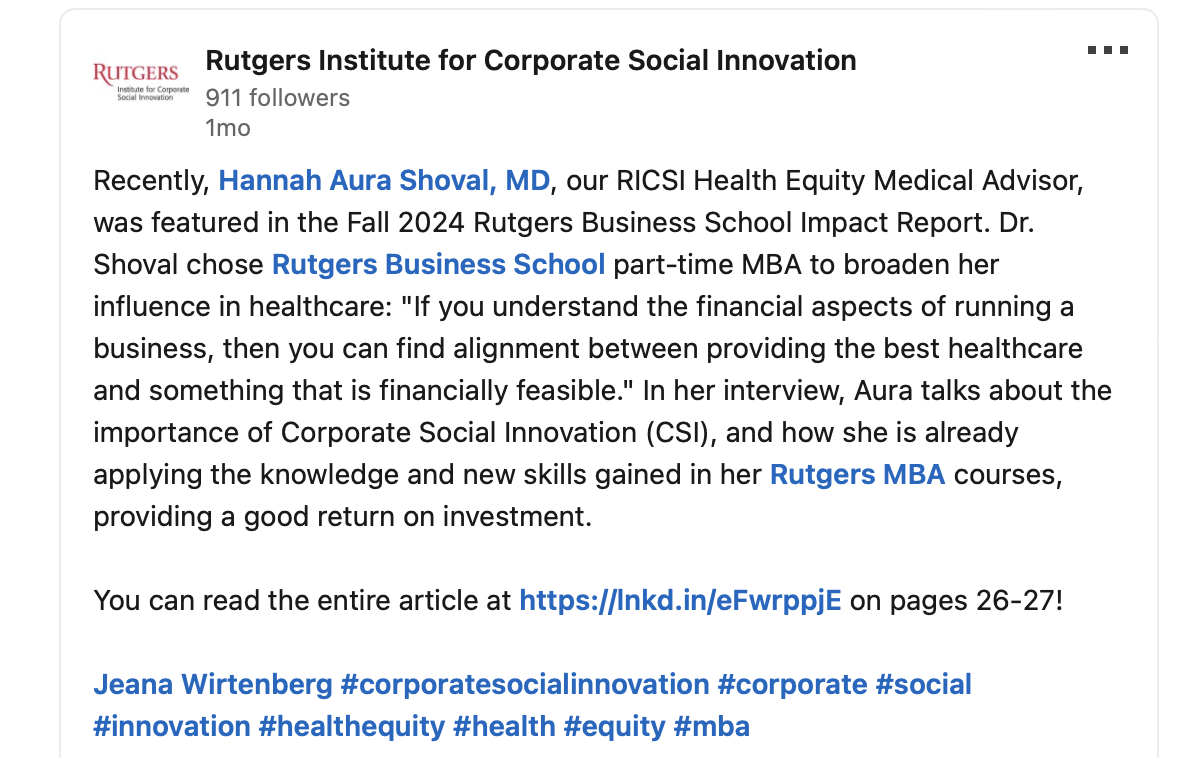 RUTGERS
Institute for Corporate
Social Innovation
Rutgers Institute for Corporate Social Innovation
911 followers
1mo
Recently, Hannah Aura Shoval, MD, our RICSI Health Equity Medical Advisor,
was featured in the Fall 2024 Rutgers Business School Impact Report. Dr.
Shoval chose Rutgers Business School part-time MBA to broaden her
influence in healthcare: "If you understand the financial aspects of running a
business, then you can find alignment between providing the best healthcare
and something that is financially feasible." In her interview, Aura talks about the
importance of Corporate Social Innovation (CSI), and how she is already
applying the knowledge and new skills gained in her Rutgers MBA courses,
providing a good return on investment.
You can read the entire article at https://lnkd.in/eFwrppjE on pages 26-27!
Jeana Wirtenberg #corporatesocialinnovation #corporate #social
#innovation #healthequity #health #equity #mba